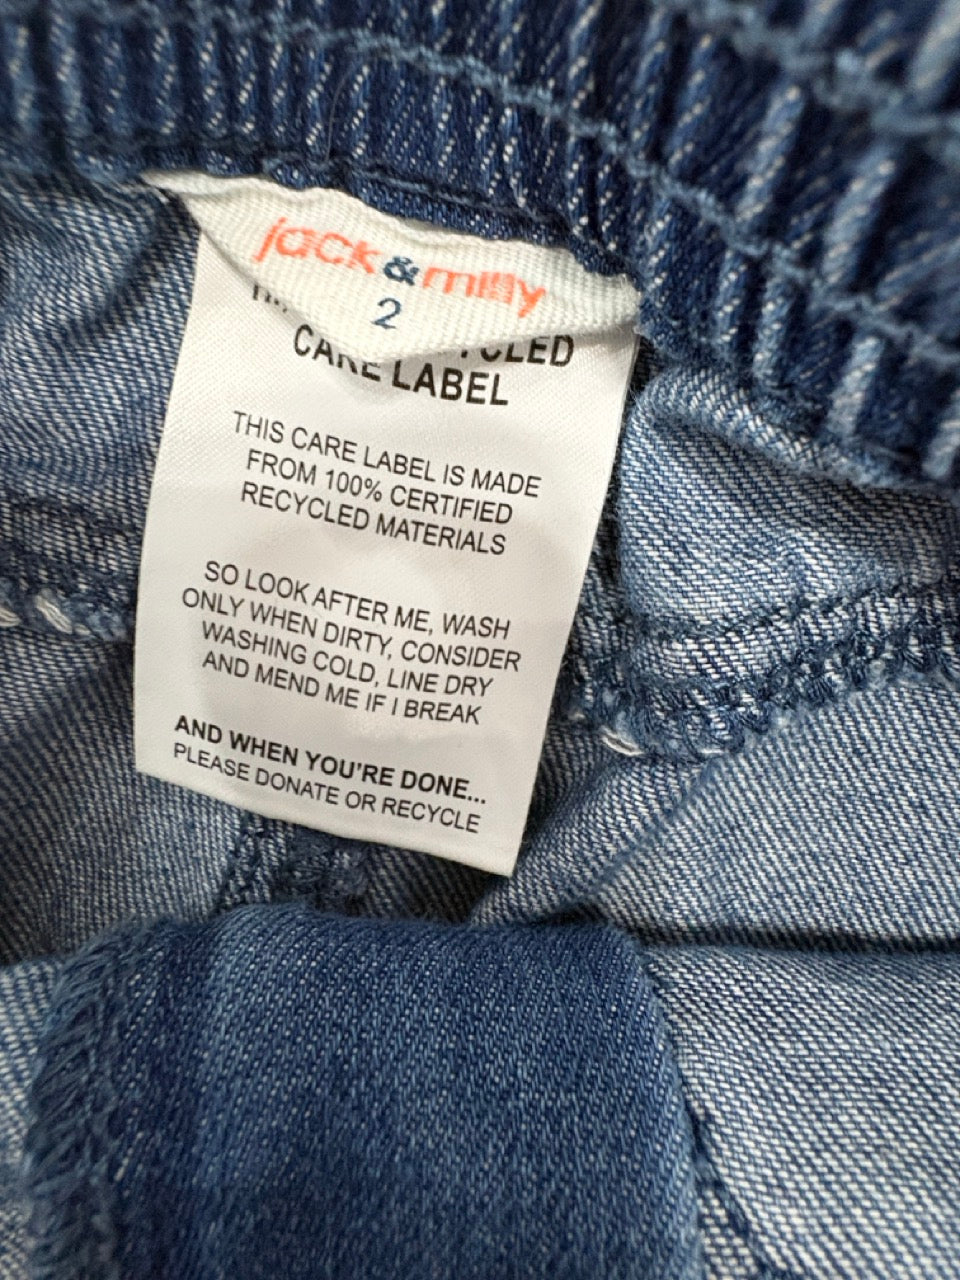 jack & milly
2
CARE LABEL
THIS CARE LABEL IS MADE
FROM 100% CERTIFIED
RECYCLED MATERIALS
SO LOOK AFTER ME, WASH
ONLY WHEN DIRTY, CONSIDER
WASHING COLD, LINE DRY
AND MEND ME IF I BREAK
AND WHEN YOU'RE DONE...
PLEASE DONATE OR RECYCLE